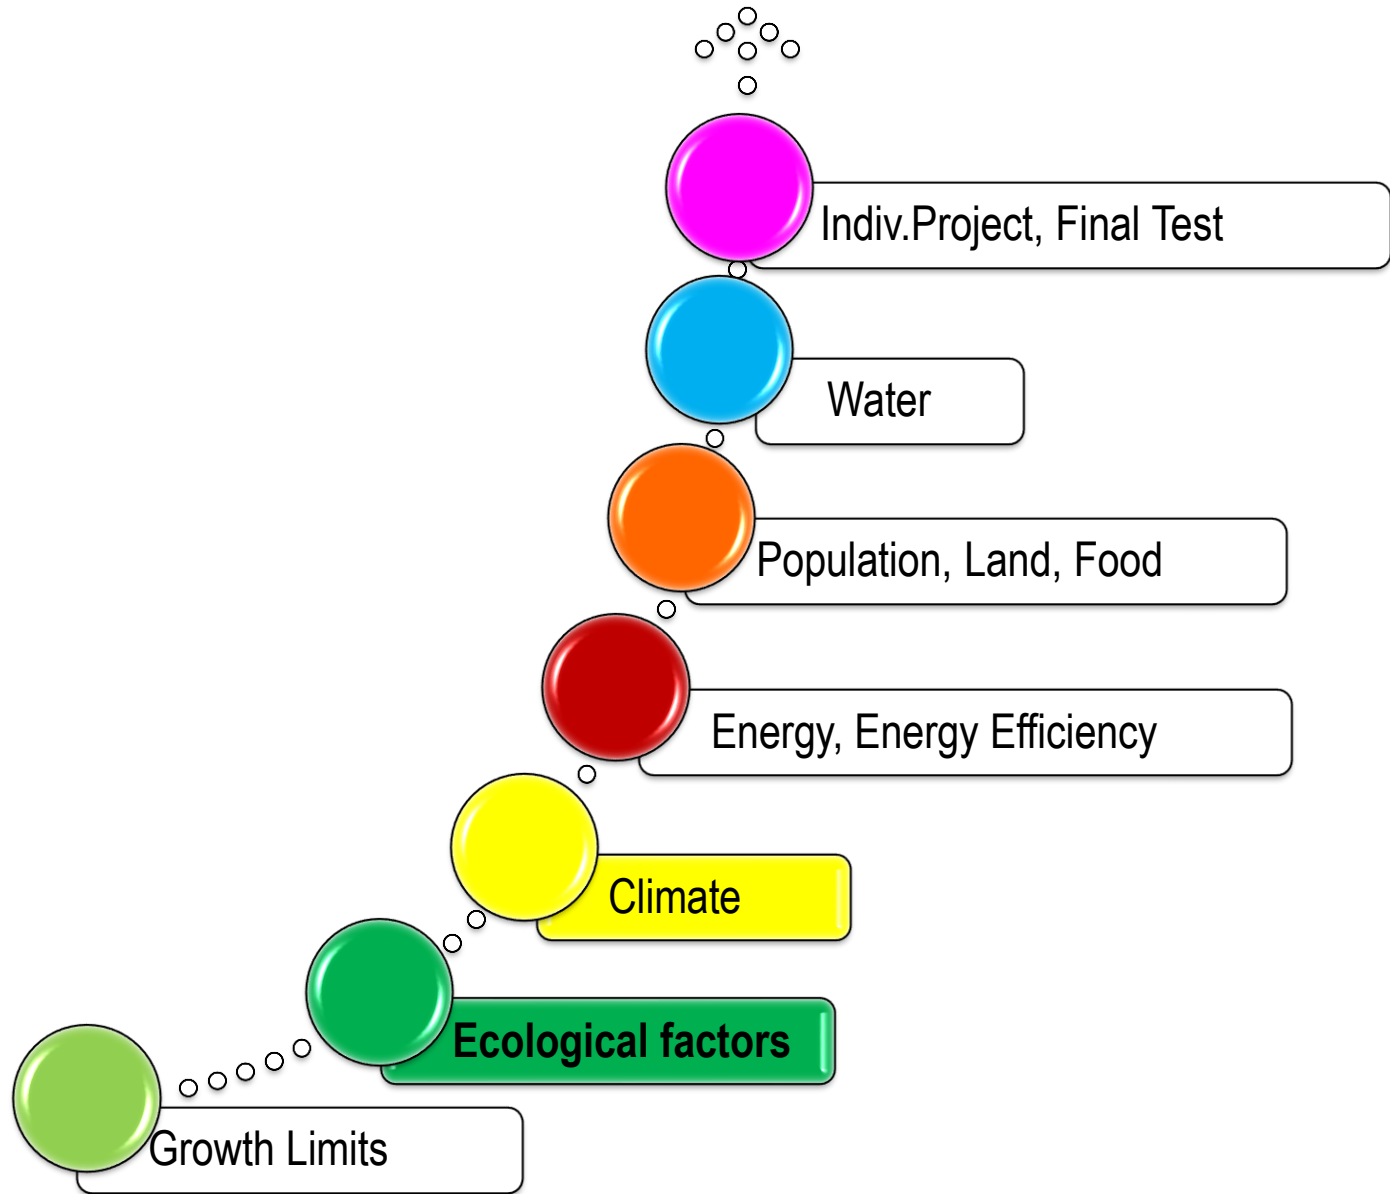 Indiv.Project, Final Test
Water
Population, Land, Food
Energy, Energy Efficiency
Climate
Ecological factors
Growth Limits